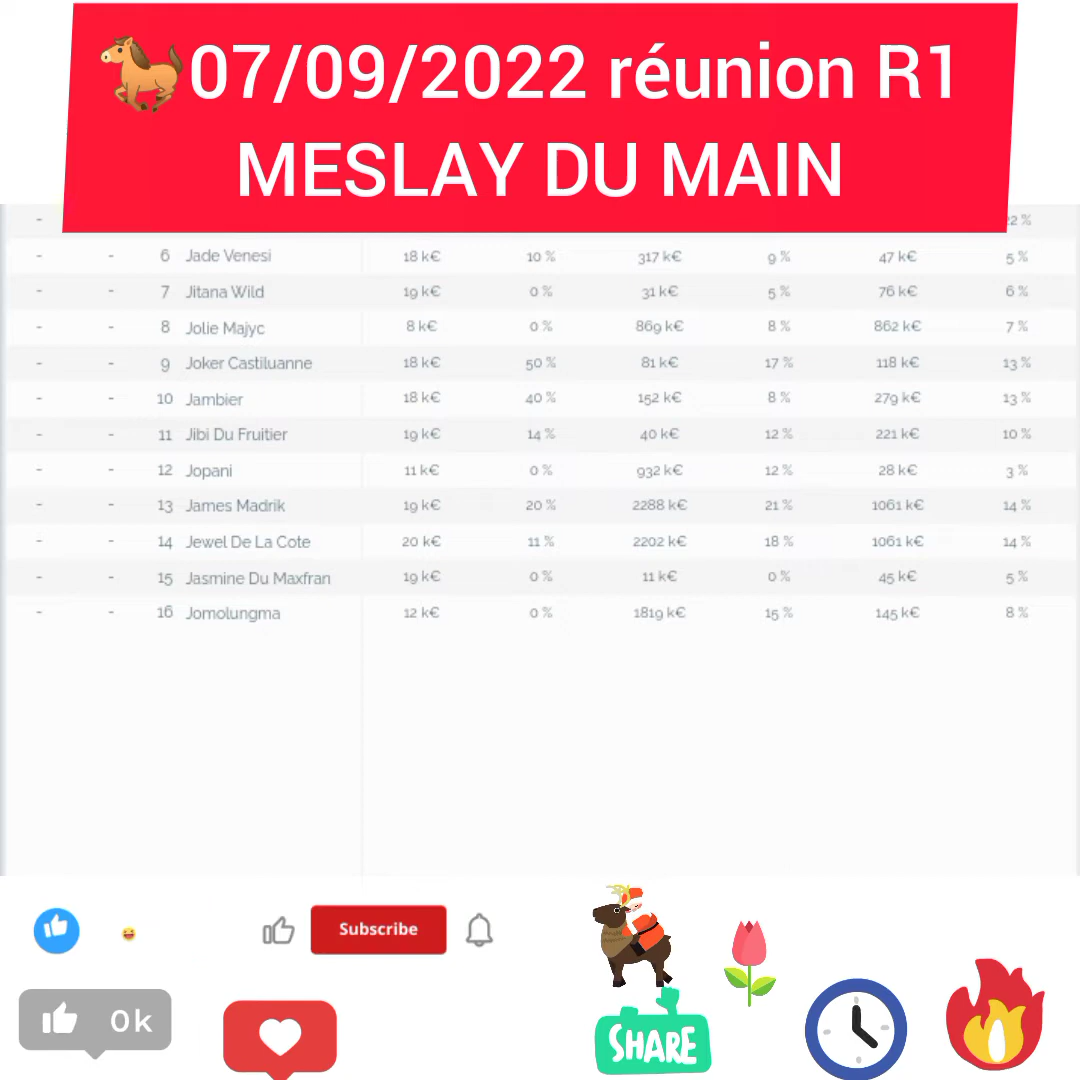 07/09/2022 réunion R1
MESLAY DU MAIN
- 22 %
- - 6 Jade Venesi 18 k€ 10 % 317 k€ 9 % 47 k€ 5 %
- - 7 Jitana Wild 19 k€ 0 % 31 k€ 5 % 76 k€ 6 %
- - 8 Jolie Majyc 8 k€ 0 % 869 k€ 8 % 862 k€ 7 %
- - 9 Joker Castiluanne 18 k€ 50 % 81 k€ 17 % 118 k€ 13 %
- - 10 Jambier 18 k€ 40 % 152 k€ 8 % 279 k€ 13 %
- - 11 Jibi Du Fruitier 19 k€ 14 % 40 k€ 12 % 221 k€ 10 %
- - 12 Jopani 11 k€ 0 % 932 k€ 12 % 28 k€ 3 %
- - 13 James Madrik 19 k€ 20 % 2288 k€ 21 % 1061 k€ 14 %
- - 14 Jewel De La Cote 20 k€ 11 % 2202 k€ 18 % 1061 k€ 14 %
- - 15 Jasmine Du Maxfran 19 k€ 0 % 11 k€ 0 % 45 k€ 5 %
- - 16 Jomolungma 12 k€ 0 % 1819 k€ 15 % 145 k€ 8 %
Subscribe
0k
SHARE